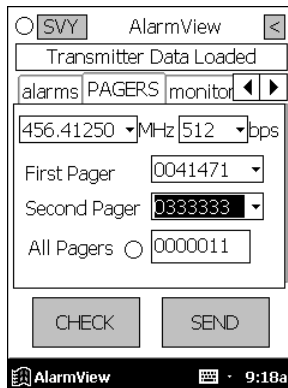 SVY AlarmView <
Transmitter Data Loaded
alarms PAGERS monitor
456.41250 MHz 512 bps
First Pager 0041471
Second Pager 0333333
All Pagers 0000011
CHECK SEND
AlarmView 9:18a